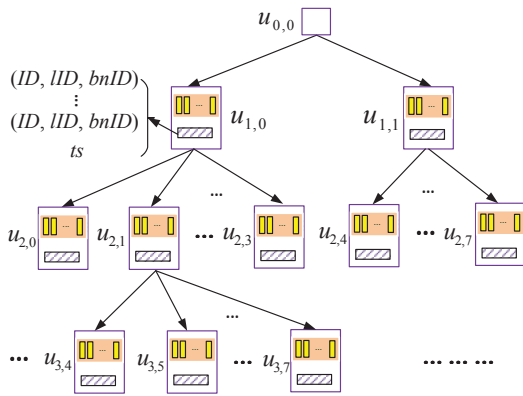 u0,0
(ID, lID, bnID)
⋮
(ID, lID, bnID)
ts
... u1,0
... u1,1
...
...
u2,0 ...
u2,1 ...
... u2,3 ...
u2,4 ...
... u2,7 ...
...
... u3,4 ...
u3,5 ...
... u3,7 ...
... ... ...